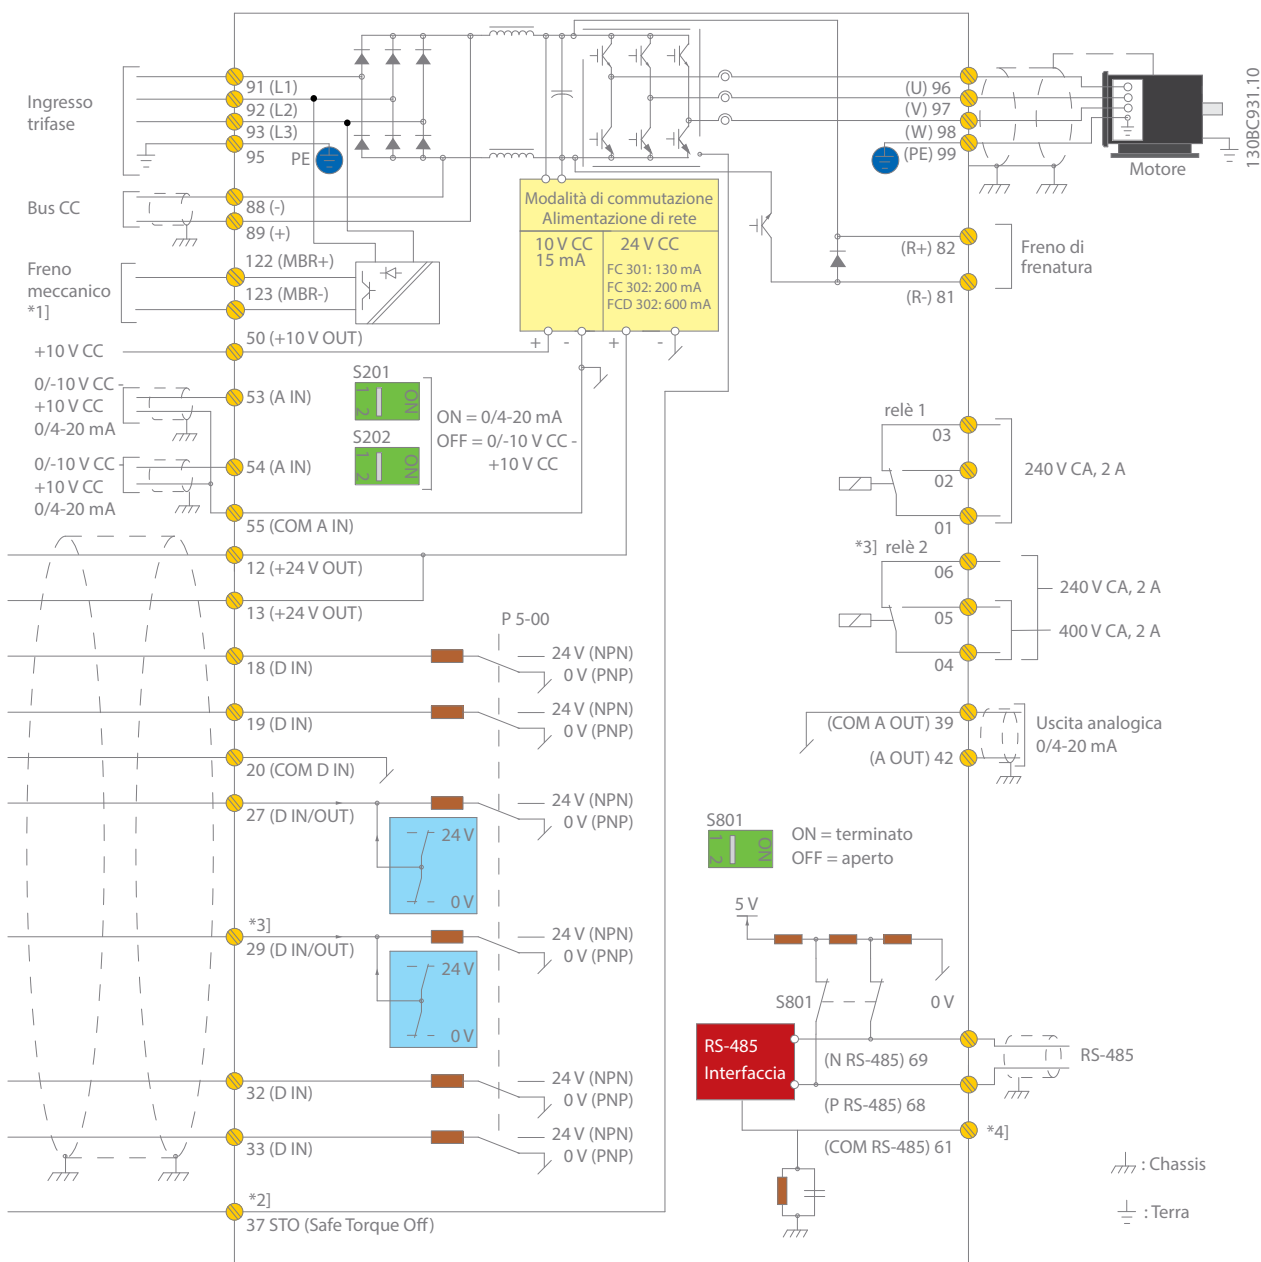 Ingresso
trifase
91 (L1)
92 (L2)
93 (L3)
95
PE
Bus CC
88 (-)
89 (+)
Freno
meccanico
*1]
122 (MBR+)
123 (MBR-)
+10 V CC
50 (+10 V OUT)
0/-10 V CC -
+10 V CC
0/4-20 mA
53 (A IN)
0/-10 V CC -
+10 V CC
0/4-20 mA
54 (A IN)
55 (COM A IN)
S201
1
2
ON
S202
1
2
ON
ON = 0/4-20 mA
OFF = 0/-10 V CC -
+10 V CC
Modalità di commutazione
Alimentazione di rete
10 V CC
15 mA
24 V CC
FC 301: 130 mA
FC 302: 200 mA
FCD 302: 600 mA
+
-
+
-
12 (+24 V OUT)
13 (+24 V OUT)
P 5-00
18 (D IN)
24 V (NPN)
0 V (PNP)
19 (D IN)
24 V (NPN)
0 V (PNP)
20 (COM D IN)
27 (D IN/OUT)
24 V (NPN)
0 V (PNP)
24 V
0 V
*3]
29 (D IN/OUT)
24 V (NPN)
0 V (PNP)
24 V
0 V
32 (D IN)
24 V (NPN)
0 V (PNP)
33 (D IN)
24 V (NPN)
0 V (PNP)
*2]
37 STO (Safe Torque Off)
(U) 96
(V) 97
(W) 98
(PE) 99
Motore
130BC931.10
(R+) 82
(R-) 81
Freno di
frenatura
relè 1
03
02
01
240 V CA, 2 A
*3] relè 2
06
05
04
240 V CA, 2 A
400 V CA, 2 A
(COM A OUT) 39
(A OUT) 42
Uscita analogica
0/4-20 mA
S801
1
2
ON
ON = terminato
OFF = aperto
5 V
S801
0 V
RS-485
Interfaccia
(N RS-485) 69
(P RS-485) 68
(COM RS-485) 61
RS-485
*4]
: Chassis
: Terra